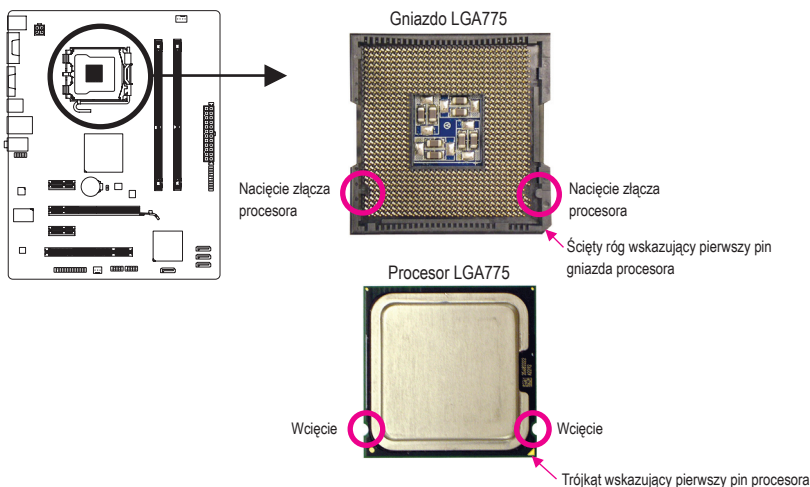 Gniazdo LGA775
Nacięcie złącza
procesora
Nacięcie złącza
procesora
Ścięty róg wskazujący pierwszy pin
gniazda procesora
Procesor LGA775
Wcięcie
Wcięcie
Trójkąt wskazujący pierwszy pin procesora